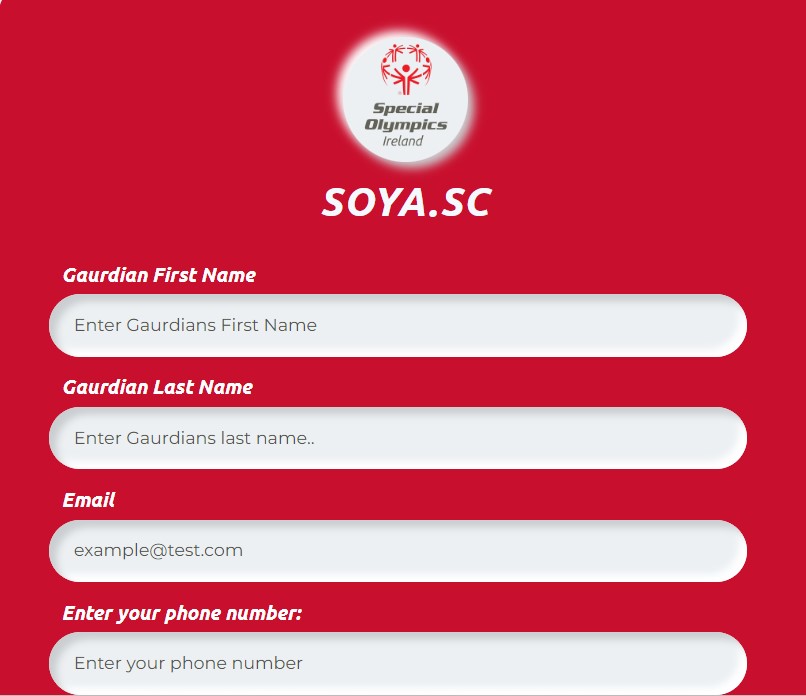 Special
Olympics
Ireland
SOYA.SC
Gaurdian First Name
Enter Gaurdians First Name
Gaurdian Last Name
Enter Gaurdians last name..
Email
example@test.com
Enter your phone number:
Enter your phone number